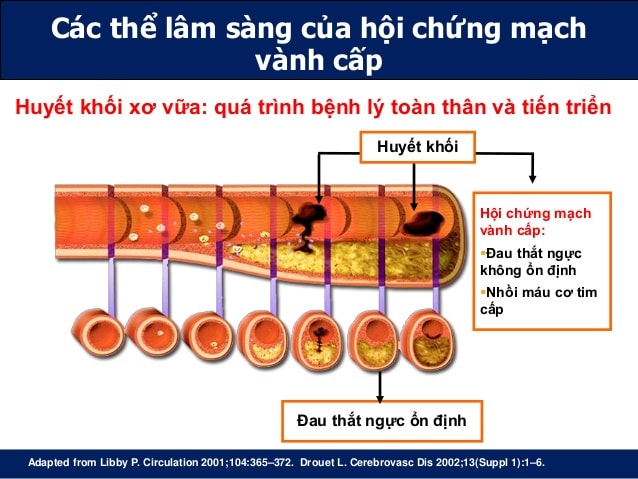 Các thể lâm sàng của hội chứng mạch
vành cấp
Huyết khối xơ vữa: quá trình bệnh lý toàn thân và tiến triển
Huyết khối
Hội chứng mạch
vành cấp:
▪Đau thắt ngực
không ổn định
▪Nhồi máu cơ tim
cấp
Đau thắt ngực ổn định
Adapted from Libby P. Circulation 2001;104:365–372. Drouet L. Cerebrovasc Dis 2002;13(Suppl 1):1–6.